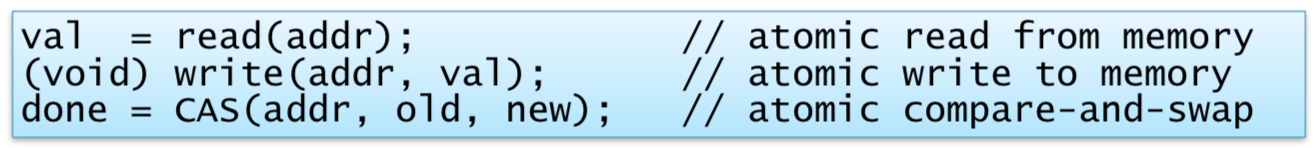 val  = read(addr);              // atomic read from memory
(void) write(addr, val);       // atomic write to memory
done = CAS(addr, old, new);    // atomic compare-and-swap